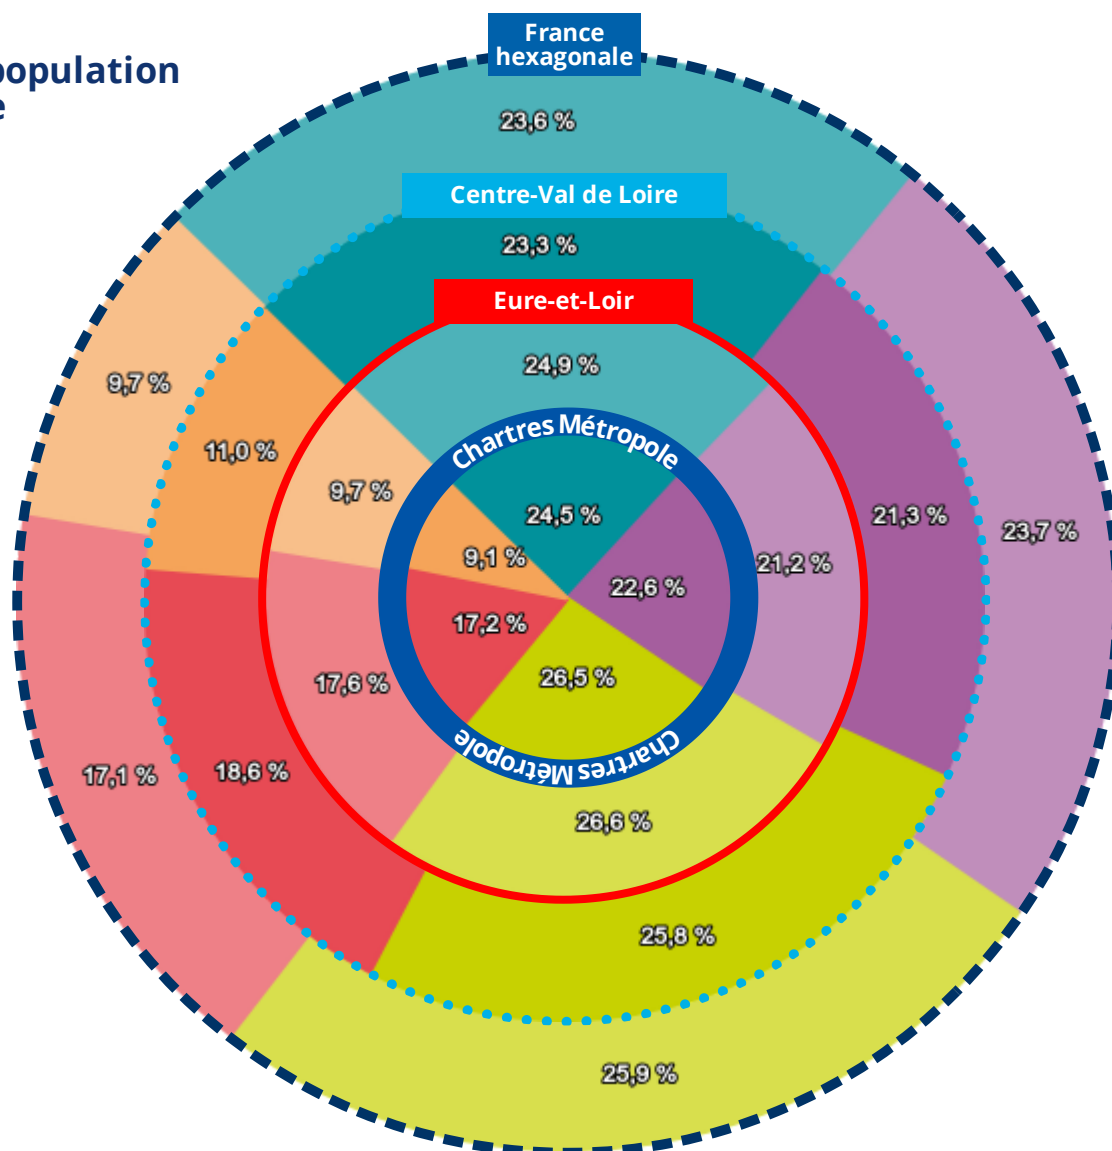 France
hexagonale
population
e
23,6 %
Centre-Val de Loire
23,3 %
Eure-et-Loir
24,9 %
9,7 %
Chartres Métropole
11,0 %
9,7 %
24,5 %
21,3 %
23,7 %
9,1 %
21,2 %
22,6 %
17,2 %
26,5 %
17,6 %
Chartres Métropole
17,1 %
18,6 %
26,6 %
25,8 %
25,9 %